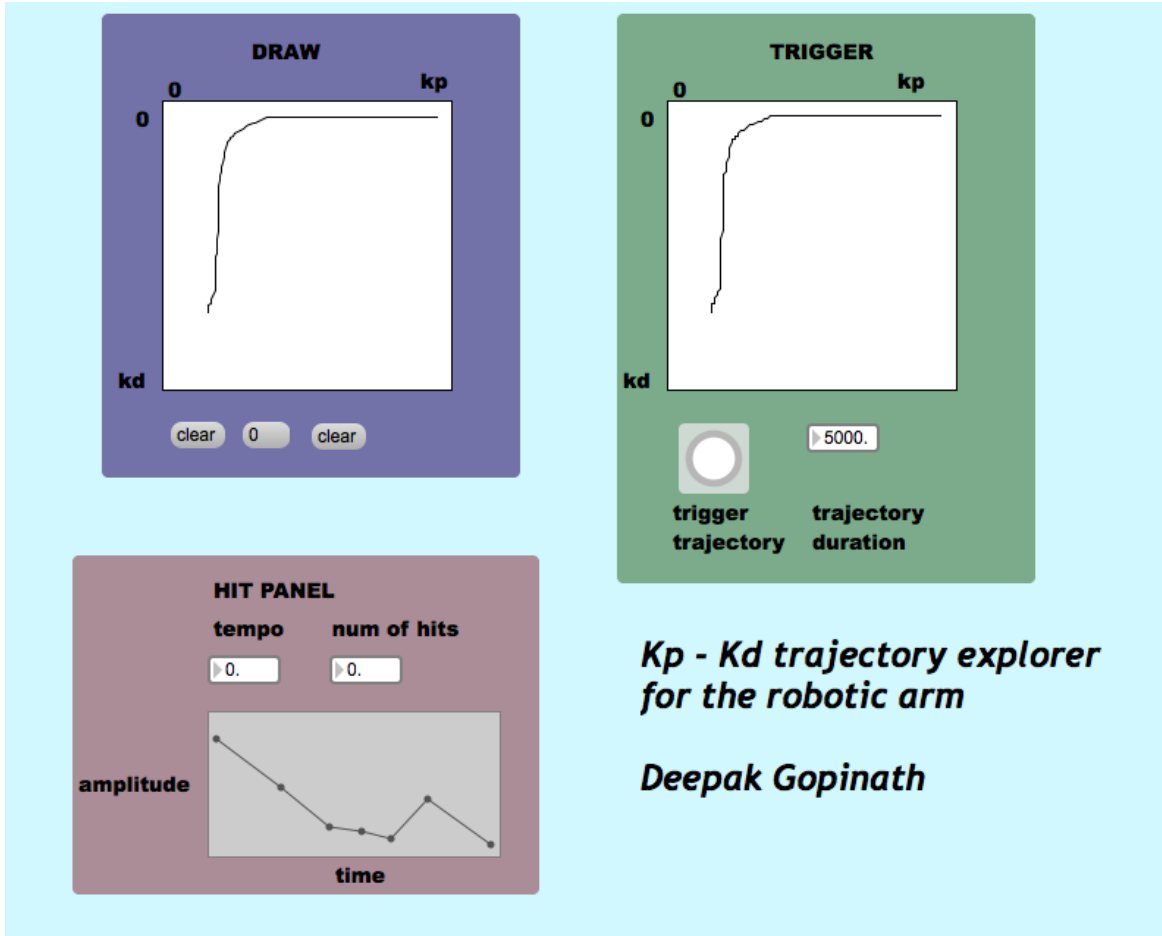 DRAW
0 kp
0
kd
clear 0 clear
TRIGGER
0 kp
0
kd
5000.
trigger trajectory
trajectory duration
HIT PANEL
tempo num of hits
0. 0.
amplitude
time
Kp - Kd trajectory explorer
for the robotic arm
Deepak Gopinath